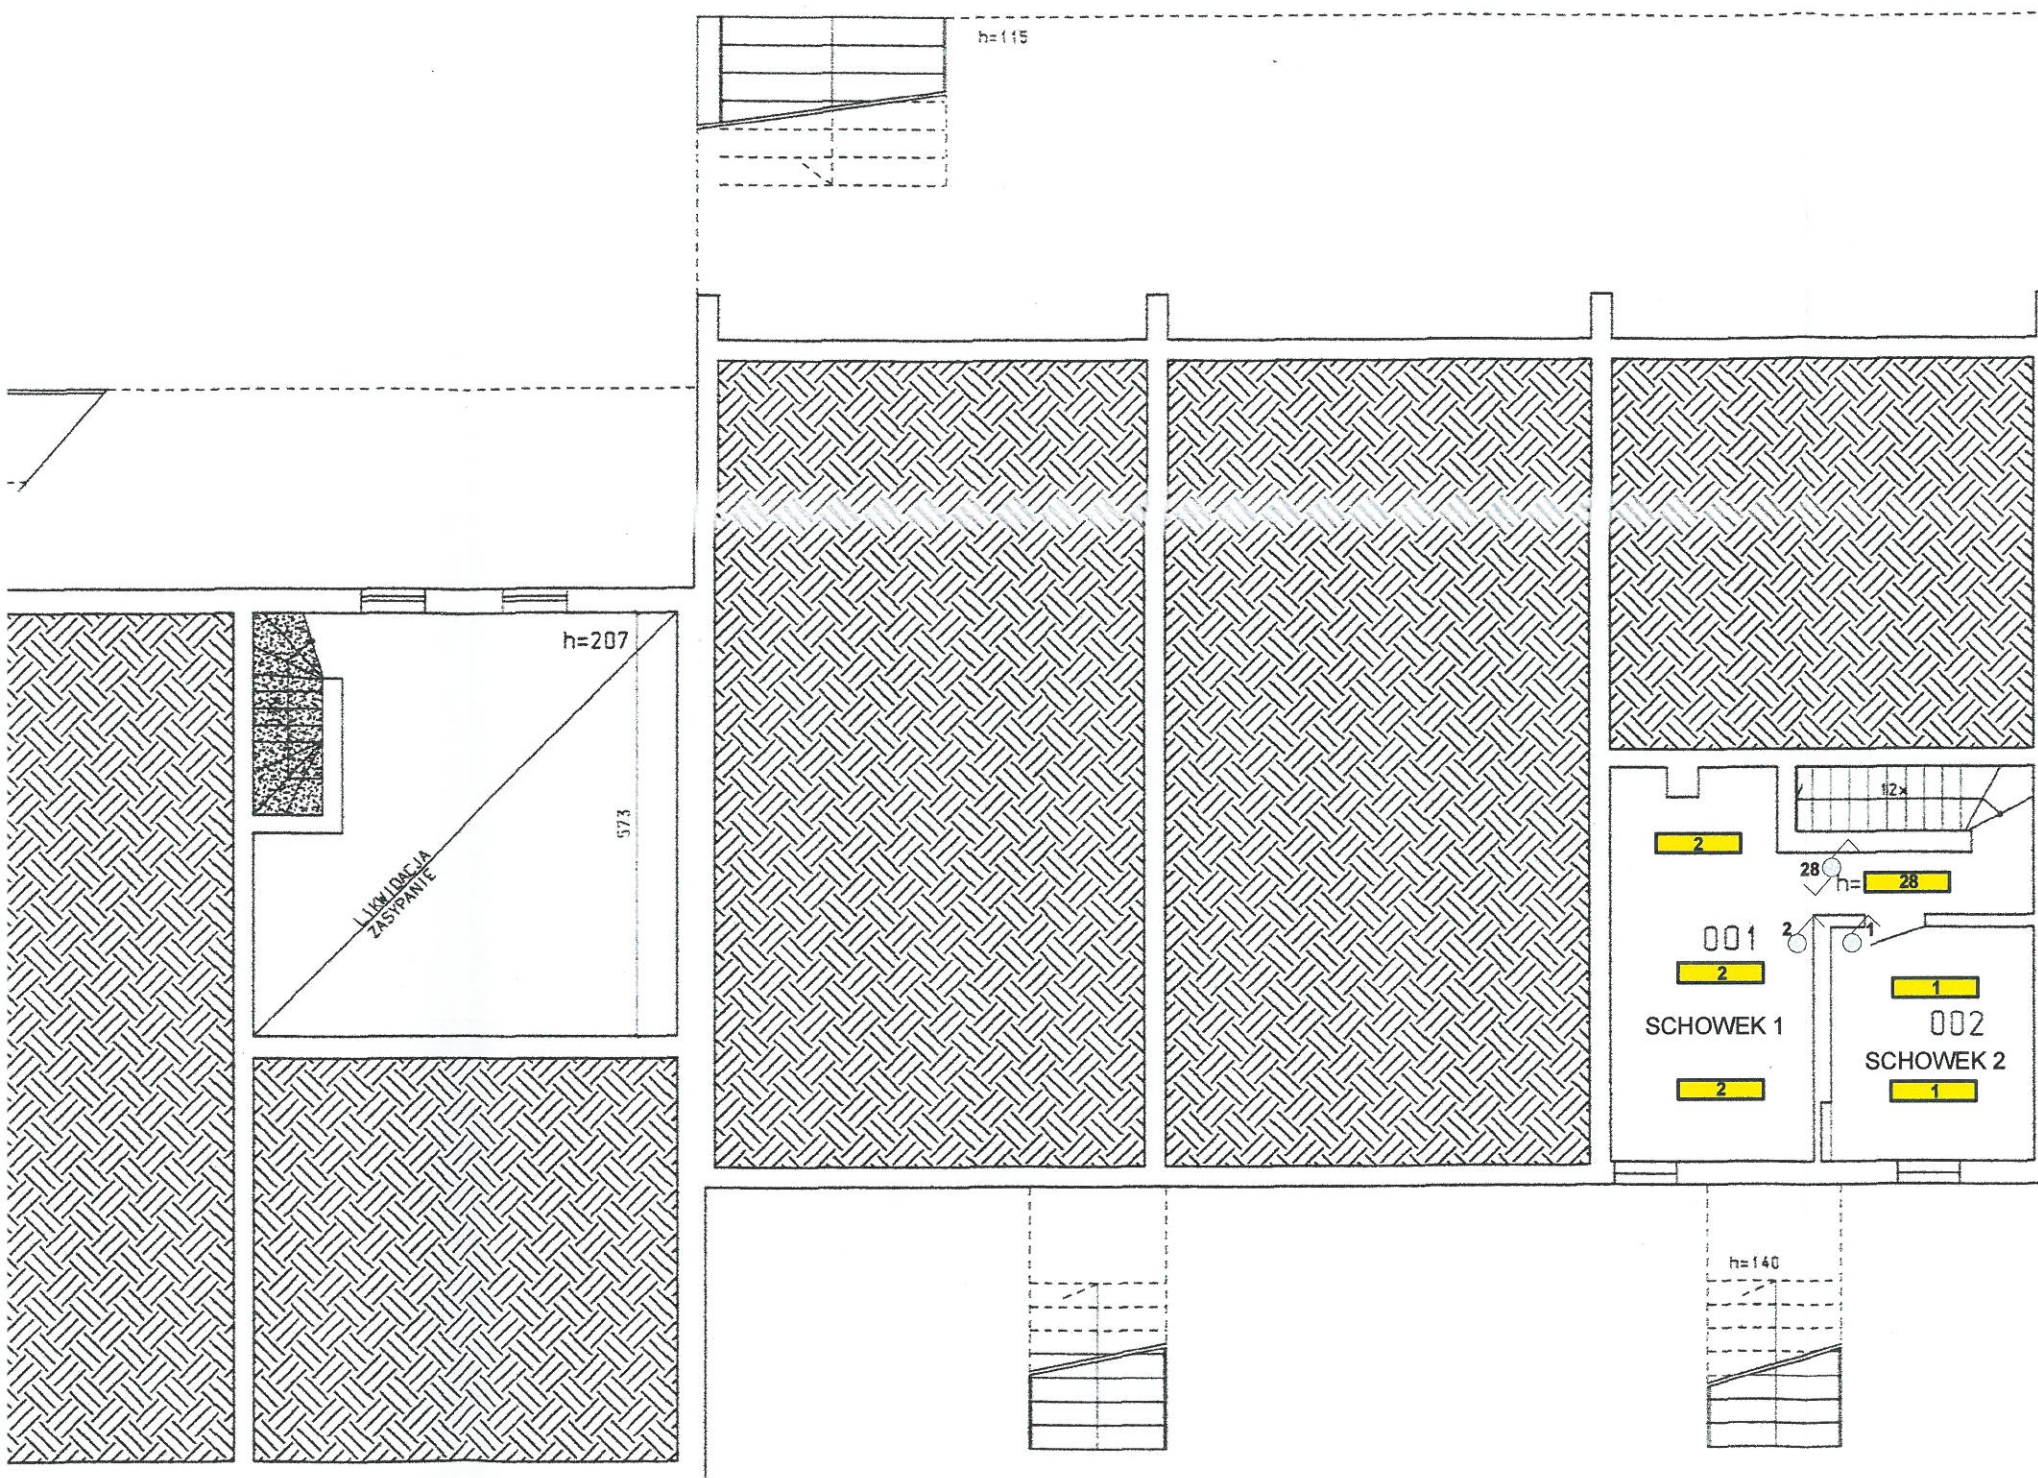 h=115
h=207
573
LIKWIDACJA
ZASYPANIE
12x
2
28
h=
28
001
2
1
2
1
002
SCHOWEK 1
SCHOWEK 2
2
1
h=140